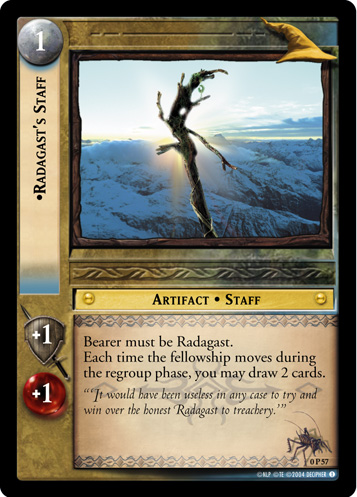 1
•Radagast's Staff
Artifact • Staff
+1
+1
Bearer must be Radagast.
Each time the fellowship moves during
the regroup phase, you may draw 2 cards.
“‘It would have been useless in any case to try and
win over the honest Radagast to treachery.’”
0 P 57
©NLP ©TE ©2004 DECIPHER